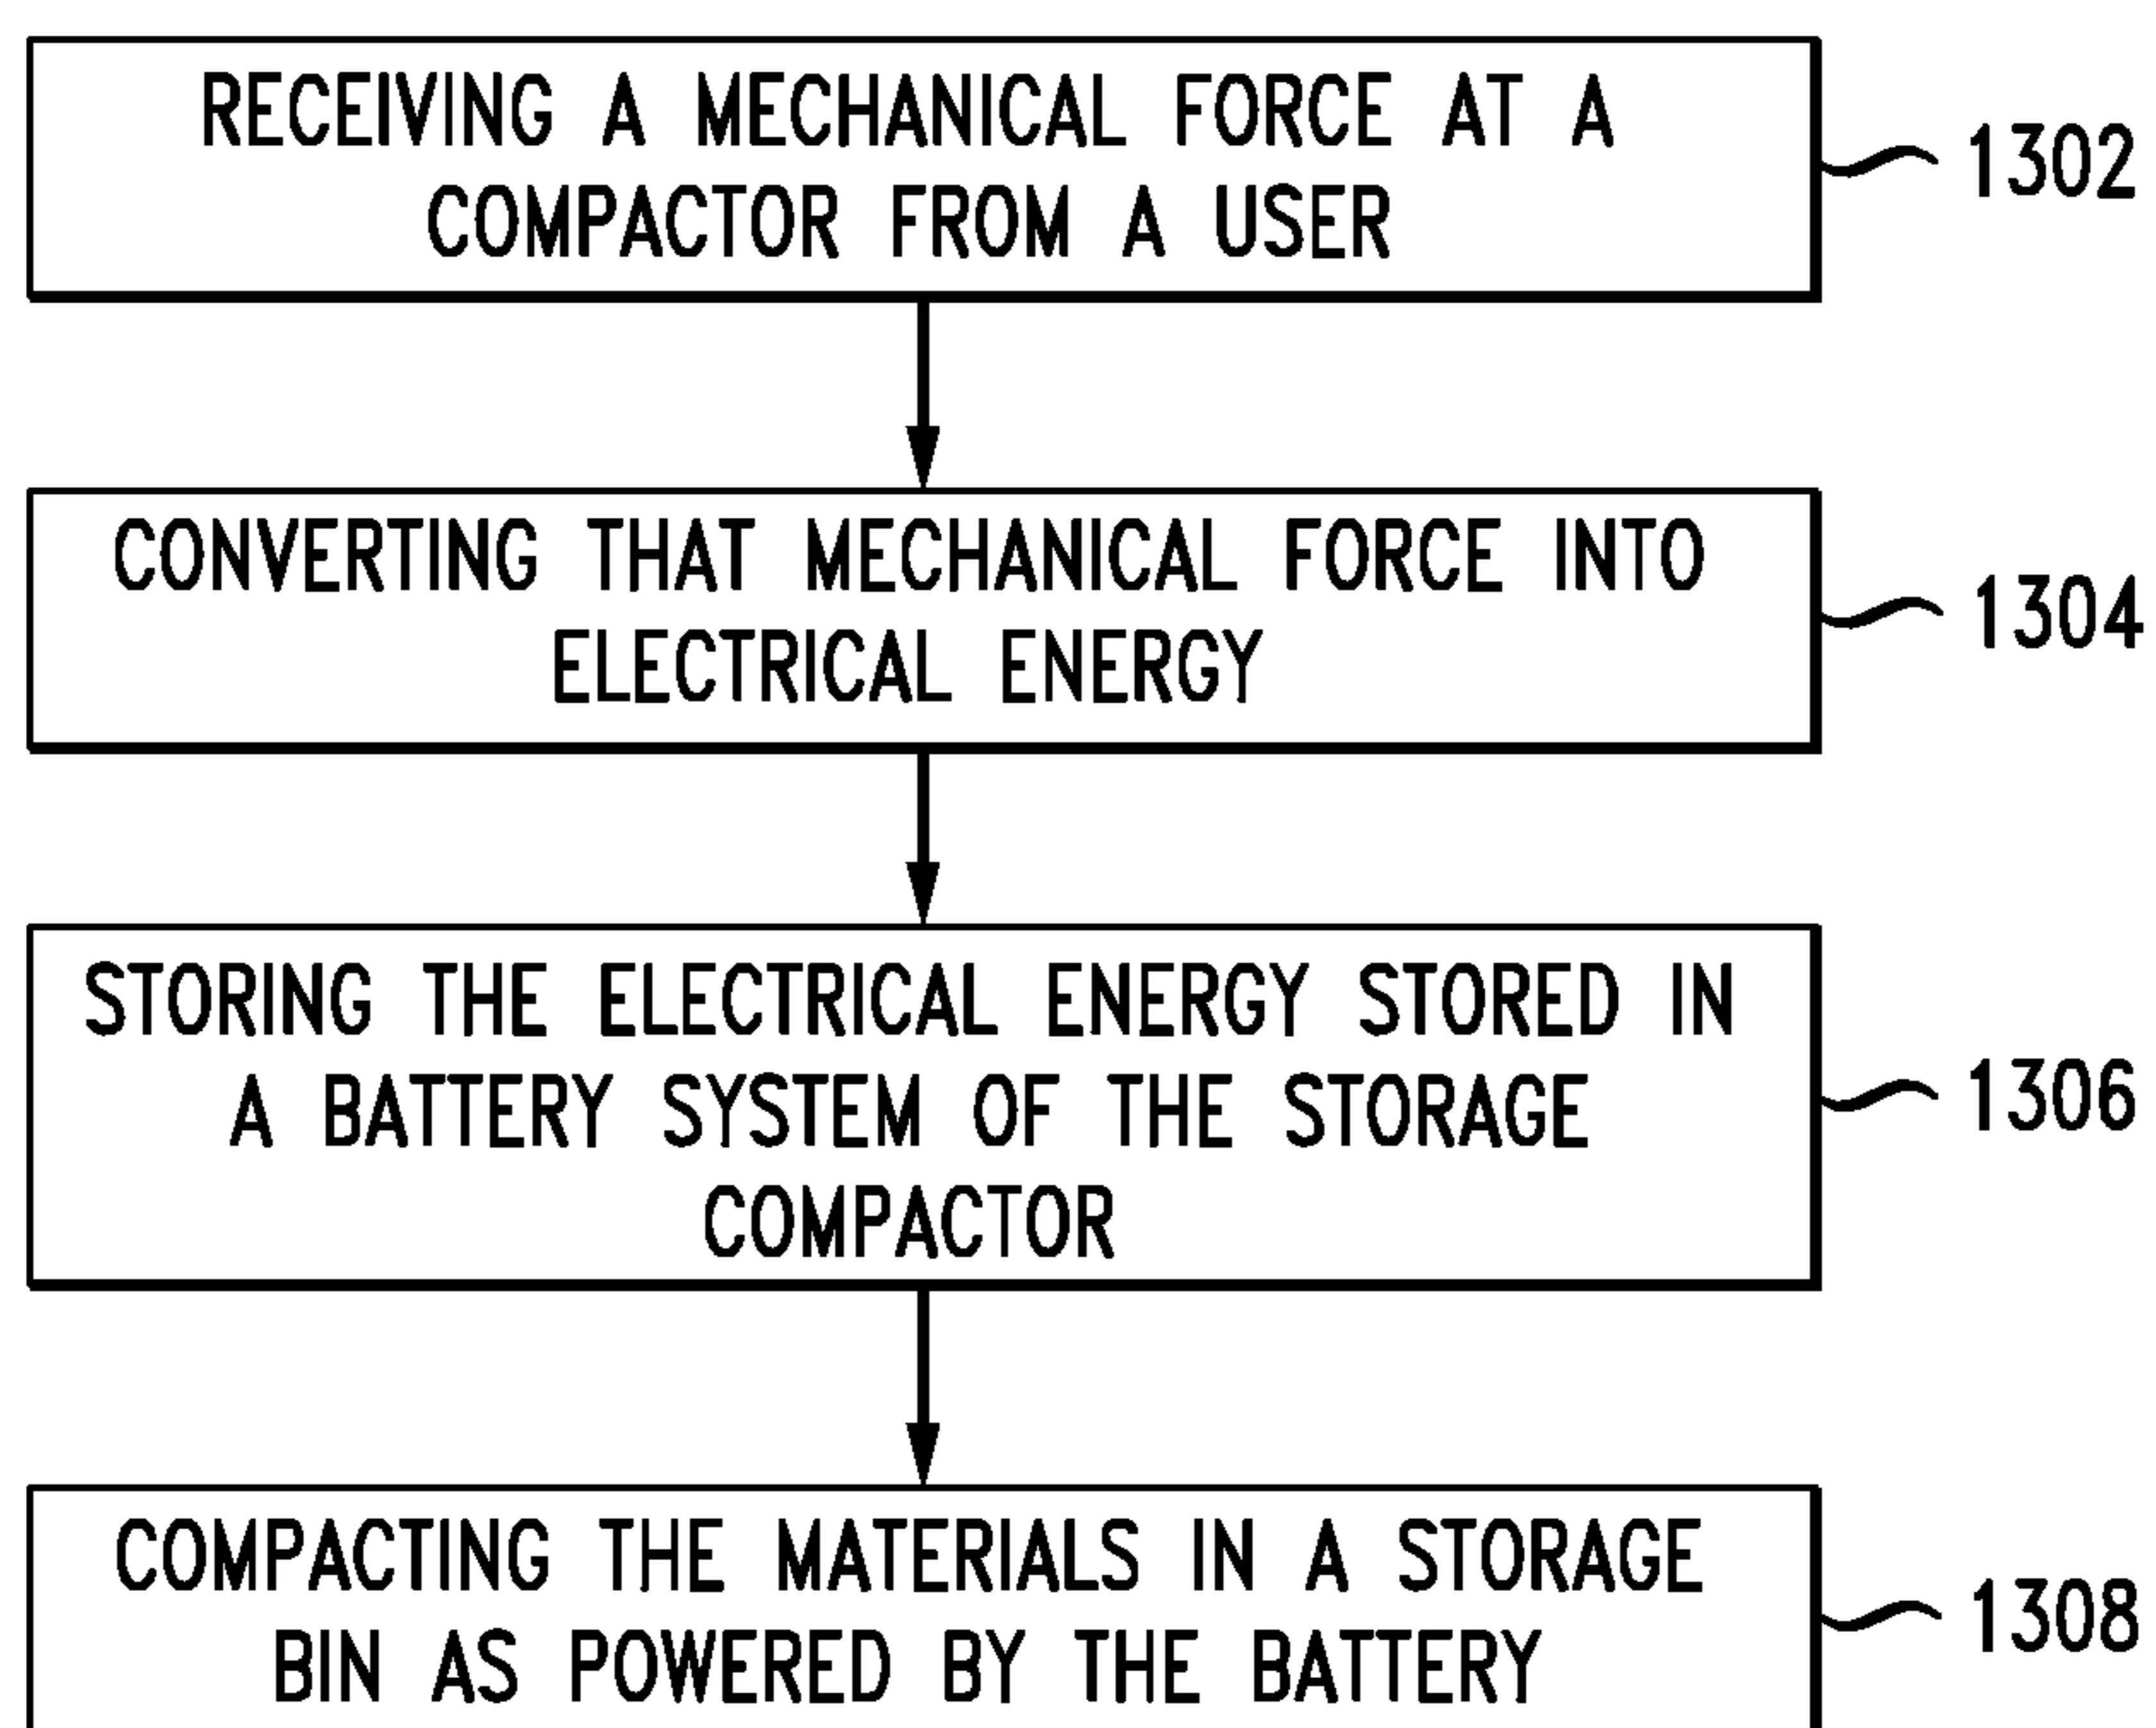 RECEIVING A MECHANICAL FORCE AT A
COMPACTOR FROM A USER
1302
CONVERTING THAT MECHANICAL FORCE INTO
ELECTRICAL ENERGY
1304
STORING THE ELECTRICAL ENERGY STORED IN
A BATTERY SYSTEM OF THE STORAGE
COMPACTOR
1306
COMPACTING THE MATERIALS IN A STORAGE
BIN AS POWERED BY THE BATTERY
1308